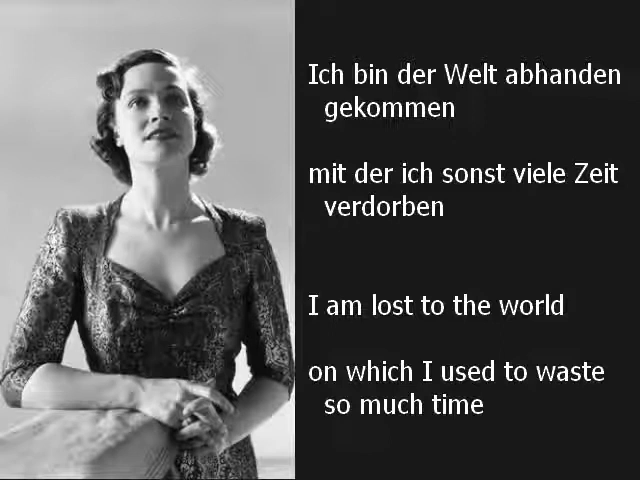 Ich bin der Welt abhanden
gekommen
mit der ich sonst viele Zeit
verdorben
I am lost to the world
on which I used to waste
so much time